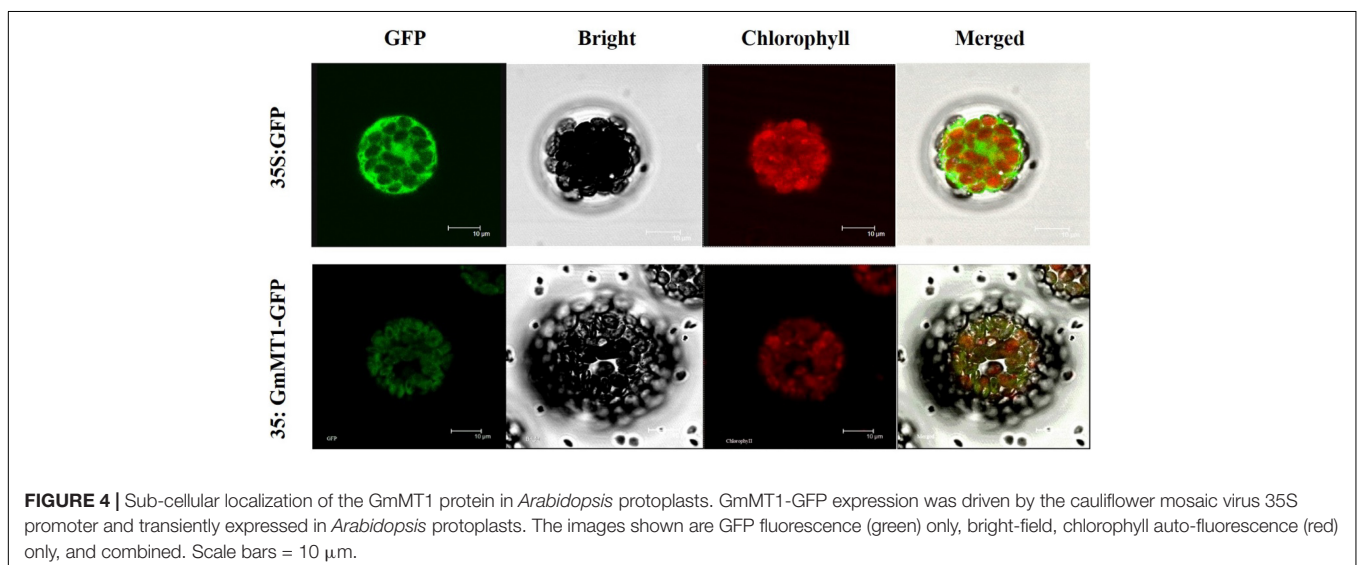 GFP Bright Chlorophyll Merged
35S:GFP
10 µm 10 µm 10 µm 10 µm
35: GmMT1-GFP
GFP 10 µm Chlorophyll 10 µm
FIGURE 4 | Sub-cellular localization of the GmMT1 protein in Arabidopsis protoplasts. GmMT1-GFP expression was driven by the cauliflower mosaic virus 35S
promoter and transiently expressed in Arabidopsis protoplasts. The images shown are GFP fluorescence (green) only, bright-field, chlorophyll auto-fluorescence (red)
only, and combined. Scale bars = 10 μm.